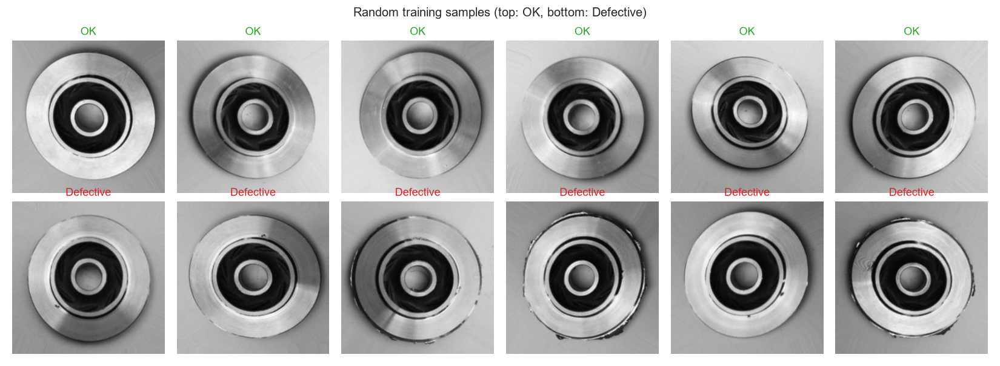 Random training samples (top: OK, bottom: Defective)
OK OK OK OK OK OK
Defective Defective Defective Defective Defective Defective